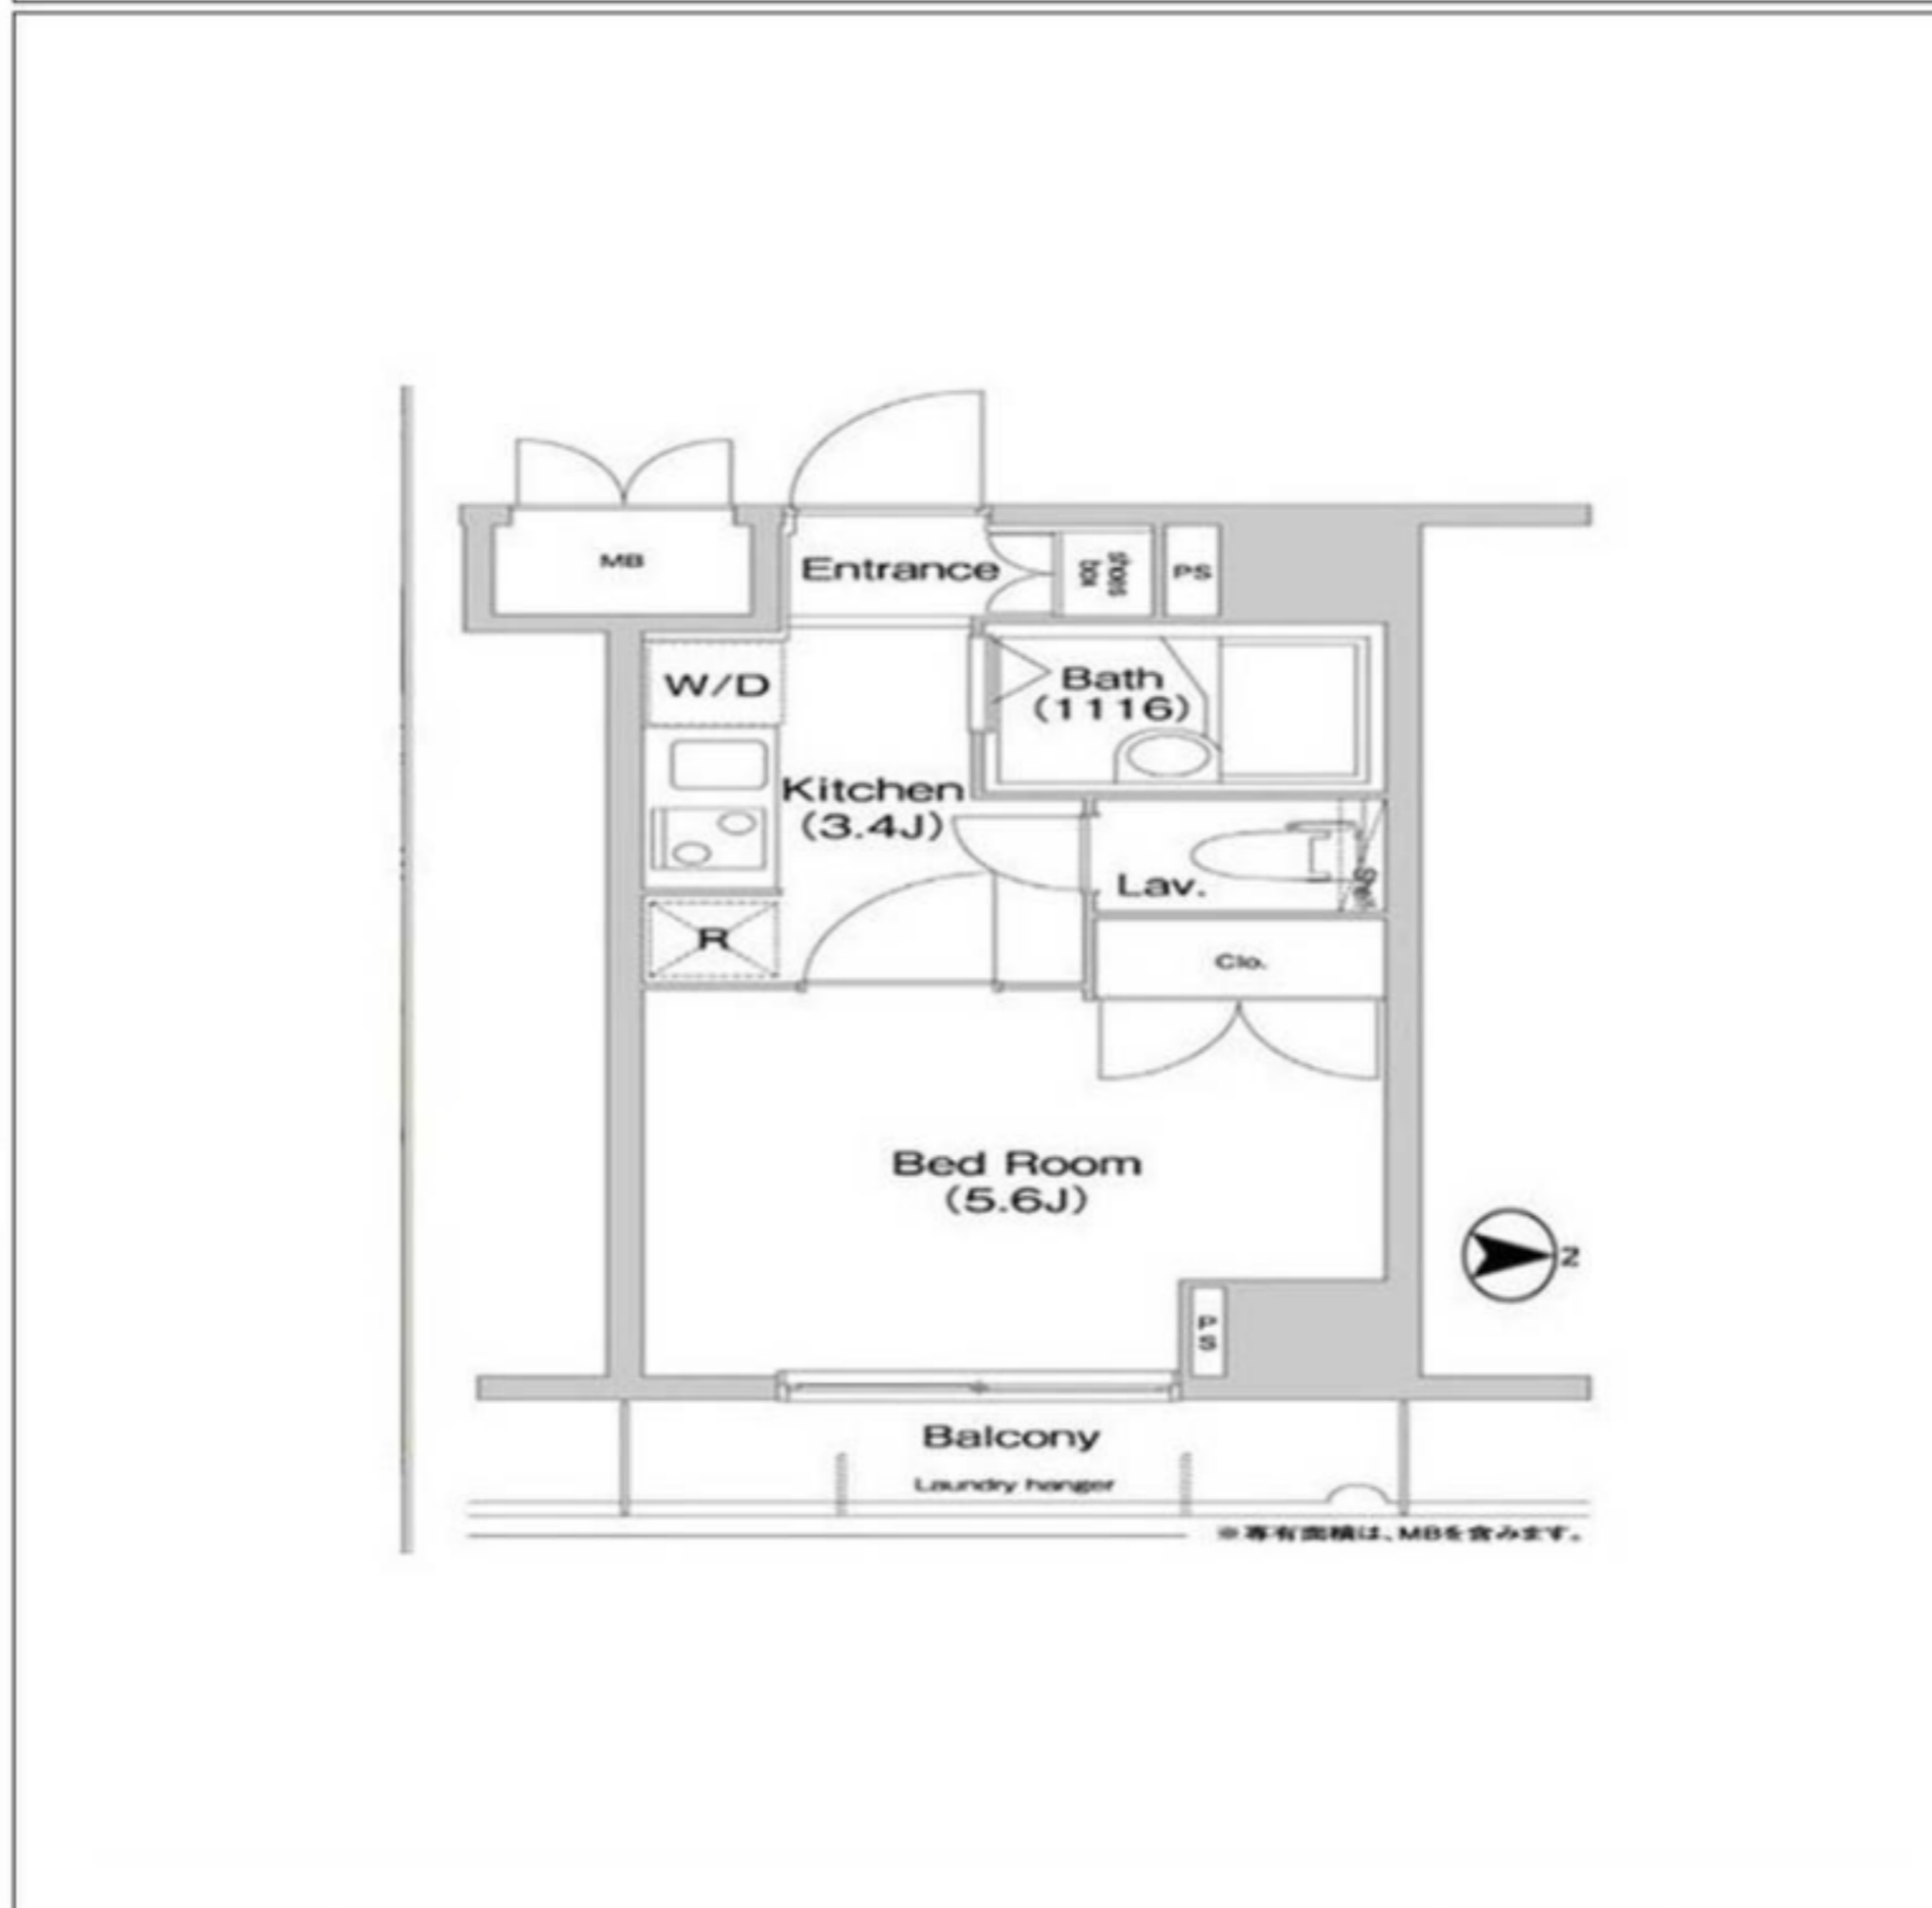 MB
Entrance
shoes
box
PS
W/D
Bath
(1116)
Kitchen
(3.4J)
Lav.
Shelf
R
Clo.
Bed Room
(5.6J)
N
PS
Balcony
Laundry hanger
※専有面積は、MBを含みます。